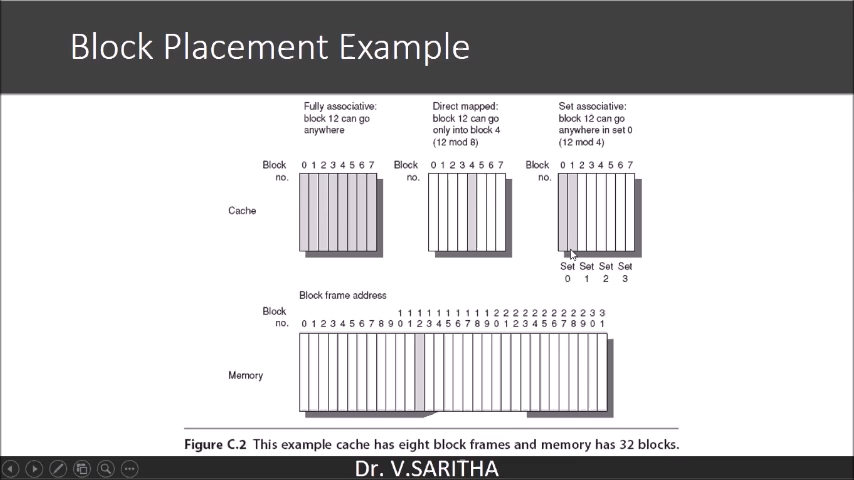 Block Placement Example
Fully associative:
block 12 can go
anywhere
Direct mapped:
block 12 can go
only into block 4
(12 mod 8)
Set associative:
block 12 can go
anywhere in set 0
(12 mod 4)
Block
no.
0 1 2 3 4 5 6 7
Block
no.
0 1 2 3 4 5 6 7
Block
no.
0 1 2 3 4 5 6 7
Cache
Set Set Set Set
0 1 2 3
Block frame address
Block
no.
1 1 1 1 1 1 1 1 1 1 2 2 2 2 2 2 2 2 2 2 3 3
0 1 2 3 4 5 6 7 8 9 0 1 2 3 4 5 6 7 8 9 0 1 2 3 4 5 6 7 8 9 0 1
Memory
Figure C.2 This example cache has eight block frames and memory has 32 blocks.
Dr. V.SARITHA